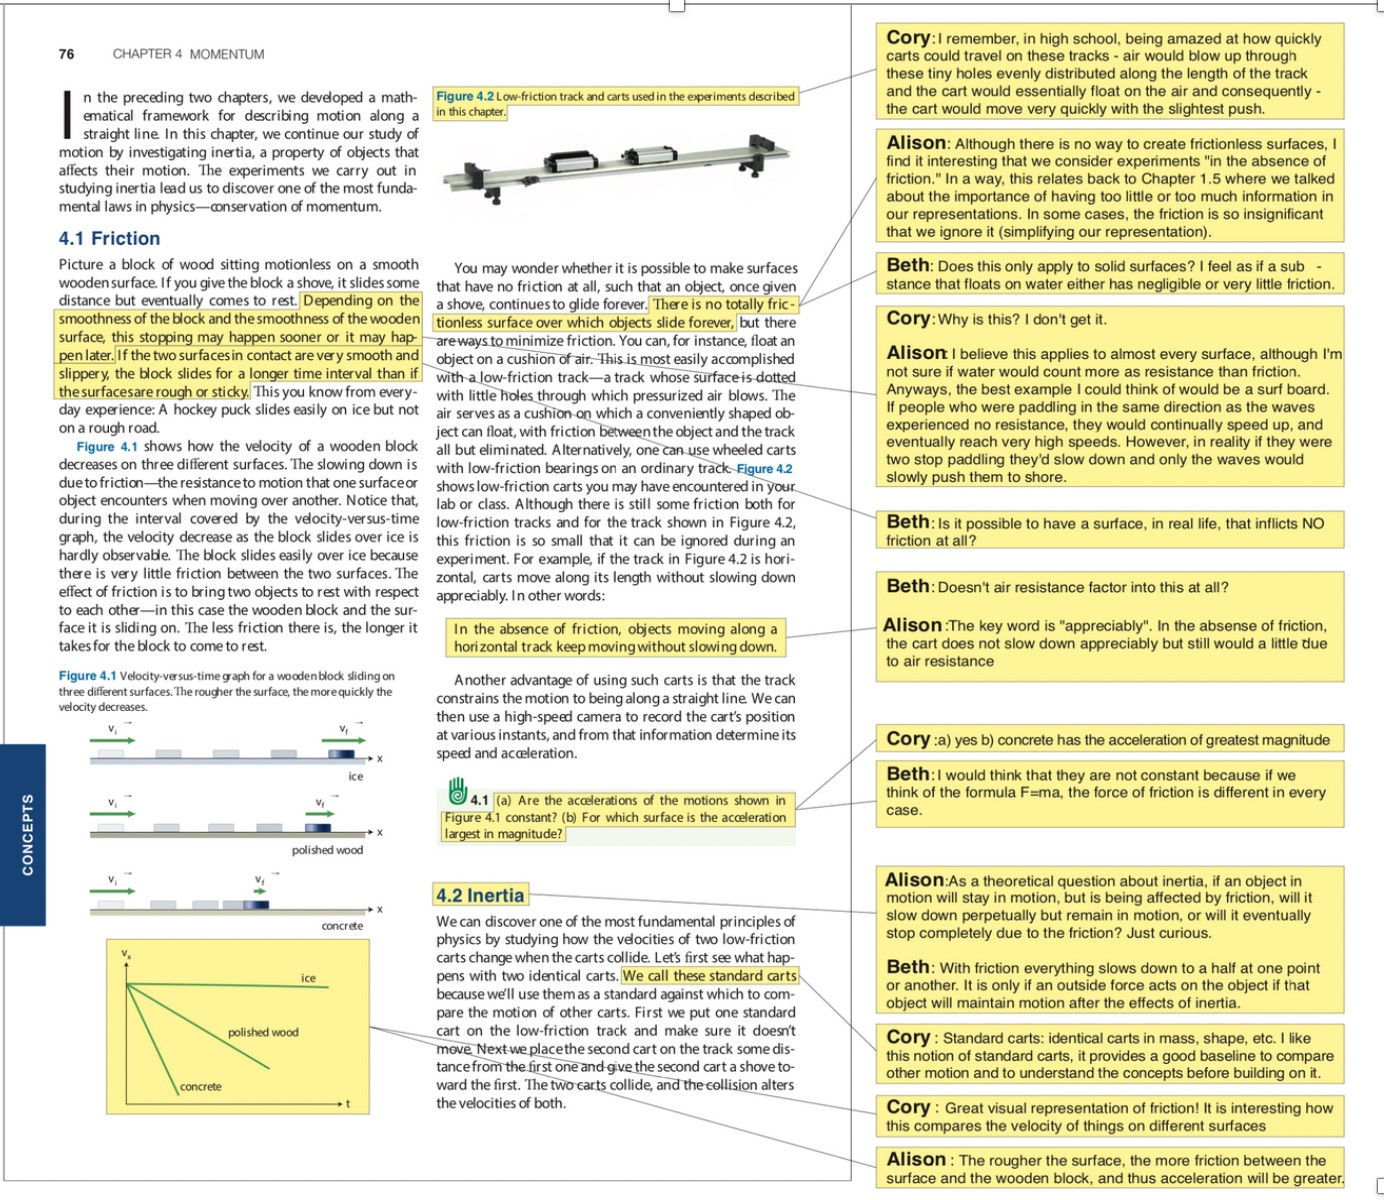 76 CHAPTER 4 MOMENTUM
In the preceding two chapters, we developed a math-
ematical framework for describing motion along a
straight line. In this chapter, we continue our study of
motion by investigating inertia, a property of objects that
affects their motion. The experiments we carry out in
studying inertia lead us to discover one of the most funda-
mental laws in physics—conservation of momentum.
4.1 Friction
Picture a block of wood sitting motionless on a smooth
wooden surface. If you give the block a shove, it slides some
distance but eventually comes to rest. Depending on the
smoothness of the block and the smoothness of the wooden
surface, this stopping may happen sooner or it may hap-
pen later. If the two surfaces in contact are very smooth and
slippery, the block slides for a longer time interval than if
the surfaces are rough or sticky. This you know from every-
day experience: A hockey puck slides easily on ice but not
on a rough road.
Figure 4.1 shows how the velocity of a wooden block
decreases on three different surfaces. The slowing down is
due to friction—the resistance to motion that one surface or
object encounters when moving over another. Notice that,
during the interval covered by the velocity-versus-time
graph, the velocity decrease as the block slides over ice is
hardly observable. The block slides easily over ice because
there is very little friction between the two surfaces. The
effect of friction is to bring two objects to rest with respect
to each other—in this case the wooden block and the sur-
face it is sliding on. The less friction there is, the longer it
takes for the block to come to rest.
Figure 4.1 Velocity-versus-time graph for a wooden block sliding on
three different surfaces. The rougher the surface, the more quickly the
velocity decreases.
vi vf
x
ice
vi vf
x
polished wood
vi vf
x
concrete
vx
ice
polished wood
concrete
t
CONCEPTS
Figure 4.2 Low-friction track and carts used in the experiments described
in this chapter.
You may wonder whether it is possible to make surfaces
that have no friction at all, such that an object, once given
a shove, continues to glide forever. There is no totally fric-
tionless surface over which objects slide forever, but there
are ways to minimize friction. You can, for instance, float an
object on a cushion of air. This is most easily accomplished
with a low-friction track—a track whose surface is dotted
with little holes through which pressurized air blows. The
air serves as a cushion on which a conveniently shaped ob-
ject can float, with friction between the object and the track
all but eliminated. Alternatively, one can use wheeled carts
with low-friction bearings on an ordinary track. Figure 4.2
shows low-friction carts you may have encountered in your
lab or class. Although there is still some friction both for
low-friction tracks and for the track shown in Figure 4.2,
this friction is so small that it can be ignored during an
experiment. For example, if the track in Figure 4.2 is hori-
zontal, carts move along its length without slowing down
appreciably. In other words:
In the absence of friction, objects moving along a
horizontal track keep moving without slowing down.
Another advantage of using such carts is that the track
constrains the motion to being along a straight line. We can
then use a high-speed camera to record the cart's position
at various instants, and from that information determine its
speed and acceleration.
4.1 (a) Are the accelerations of the motions shown in
Figure 4.1 constant? (b) For which surface is the acceleration
largest in magnitude?
4.2 Inertia
We can discover one of the most fundamental principles of
physics by studying how the velocities of two low-friction
carts change when the carts collide. Let's first see what hap-
pens with two identical carts. We call these standard carts
because we'll use them as a standard against which to com-
pare the motion of other carts. First we put one standard
cart on the low-friction track and make sure it doesn't
move. Next we place the second cart on the track some dis-
tance from the first one and give the second cart a shove to-
ward the first. The two carts collide, and the collision alters
the velocities of both.
Cory: I remember, in high school, being amazed at how quickly
carts could travel on these tracks - air would blow up through
these tiny holes evenly distributed along the length of the track
and the cart would essentially float on the air and consequently -
the cart would move very quickly with the slightest push.
Alison: Although there is no way to create frictionless surfaces, I
find it interesting that we consider experiments "in the absence of
friction." In a way, this relates back to Chapter 1.5 where we talked
about the importance of having too little or too much information in
our representations. In some cases, the friction is so insignificant
that we ignore it (simplifying our representation).
Beth: Does this only apply to solid surfaces? I feel as if a sub -
stance that floats on water either has negligible or very little friction.
Cory: Why is this? I don't get it.
Alison: I believe this applies to almost every surface, although I'm
not sure if water would count more as resistance than friction.
Anyways, the best example I could think of would be a surf board.
If people who were paddling in the same direction as the waves
experienced no resistance, they would continually speed up, and
eventually reach very high speeds. However, in reality if they were
two stop paddling they'd slow down and only the waves would
slowly push them to shore.
Beth: Is it possible to have a surface, in real life, that inflicts NO
friction at all?
Beth: Doesn't air resistance factor into this at all?
Alison :The key word is "appreciably". In the absense of friction,
the cart does not slow down appreciably but still would a little due
to air resistance
Cory :a) yes b) concrete has the acceleration of greatest magnitude
Beth: I would think that they are not constant because if we
think of the formula F=ma, the force of friction is different in every
case.
Alison:As a theoretical question about inertia, if an object in
motion will stay in motion, but is being affected by friction, will it
slow down perpetually but remain in motion, or will it eventually
stop completely due to the friction? Just curious.
Beth: With friction everything slows down to a half at one point
or another. It is only if an outside force acts on the object if that
object will maintain motion after the effects of inertia.
Cory : Standard carts: identical carts in mass, shape, etc. I like
this notion of standard carts, it provides a good baseline to compare
other motion and to understand the concepts before building on it.
Cory : Great visual representation of friction! It is interesting how
this compares the velocity of things on different surfaces
Alison : The rougher the surface, the more friction between the
surface and the wooden block, and thus acceleration will be greater.